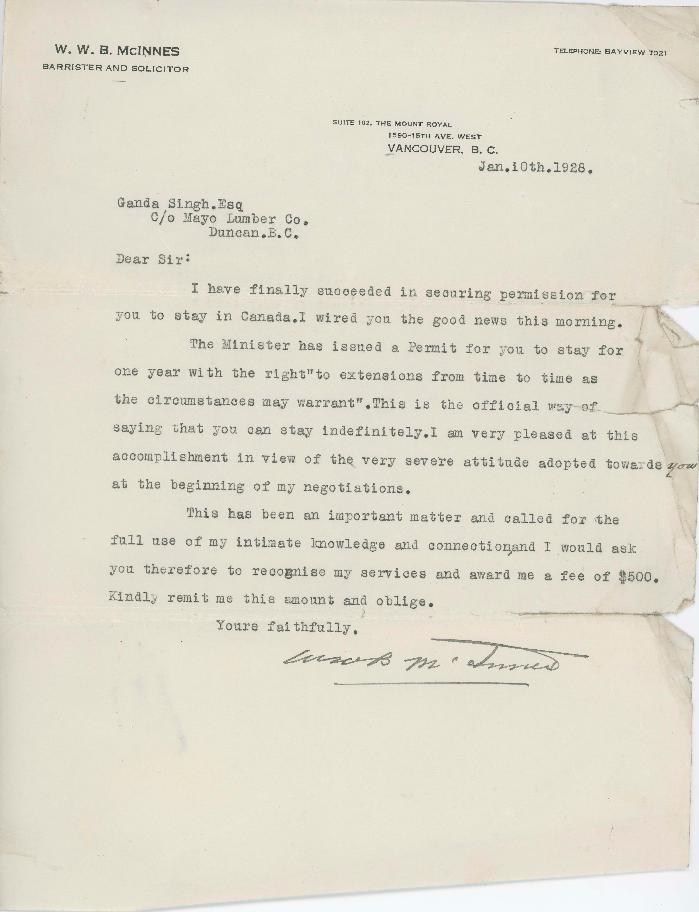 W. W. B. McINNES
BARRISTER AND SOLICITOR
TELEPHONE: BAYVIEW 7021
SUITE 102, THE MOUNT ROYAL
1590-15TH AVE. WEST
VANCOUVER, B. C.
Jan.10th.1928.
Ganda Singh.Esq
C/o Mayo Lumber Co.
Duncan.B.C.
Dear Sir:
I have finally succeeded in securing permission for
you to stay in Canada.I wired you the good news this morning.
The Minister has issued a Permit for you to stay for
one year with the right"to extensions from time to time as
the circumstances may warrant".This is the official way of
saying that you can stay indefinitely.I am very pleased at this
accomplishment in view of the very severe attitude adopted towards you
at the beginning of my negotiations.
This has been an important matter and called for the
full use of my intimate knowledge and connection,and I would ask
you therefore to recognise my services and award me a fee of $500.
Kindly remit me this amount and oblige.
Youre faithfully.
WWB McInnes